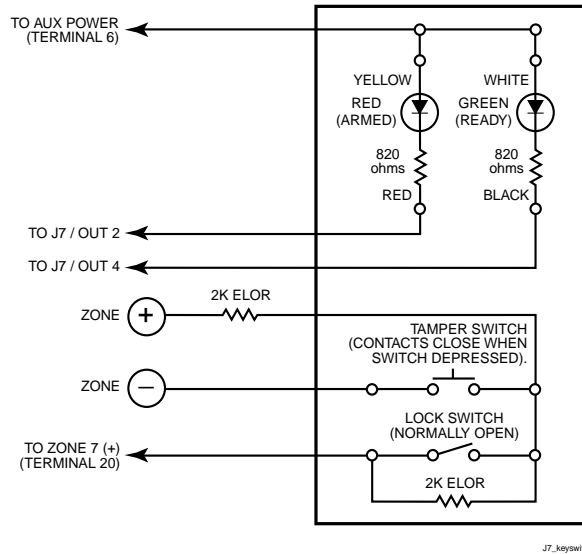 TO AUX POWER
(TERMINAL 6)
YELLOW
WHITE
RED
(ARMED)
GREEN
(READY)
820
ohms
820
ohms
RED
BLACK
TO J7 / OUT 2
TO J7 / OUT 4
2K ELOR
ZONE
+
TAMPER SWITCH
(CONTACTS CLOSE WHEN
SWITCH DEPRESSED).
ZONE
−
LOCK SWITCH
(NORMALLY OPEN)
TO ZONE 7 (+)
(TERMINAL 20)
2K ELOR
J7_keyswi